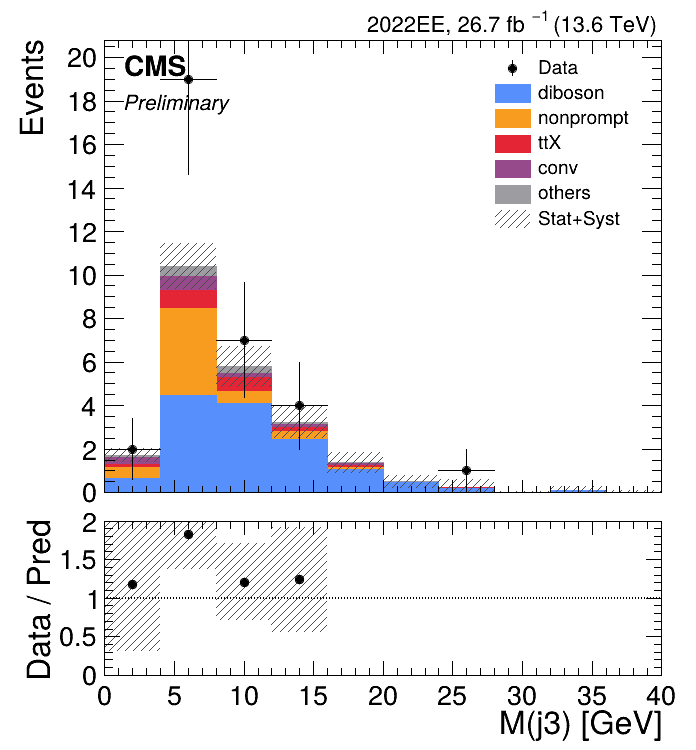 2022EE, 26.7 fb⁻¹ (13.6 TeV)
CMS
Preliminary
Events
20
18
16
14
12
10
8
6
4
2
0
Data
diboson
nonprompt
ttX
conv
others
Stat+Syst
Data / Pred
2
1.5
1
0.5
0
0 5 10 15 20 25 30 35 40
M(j3) [GeV]